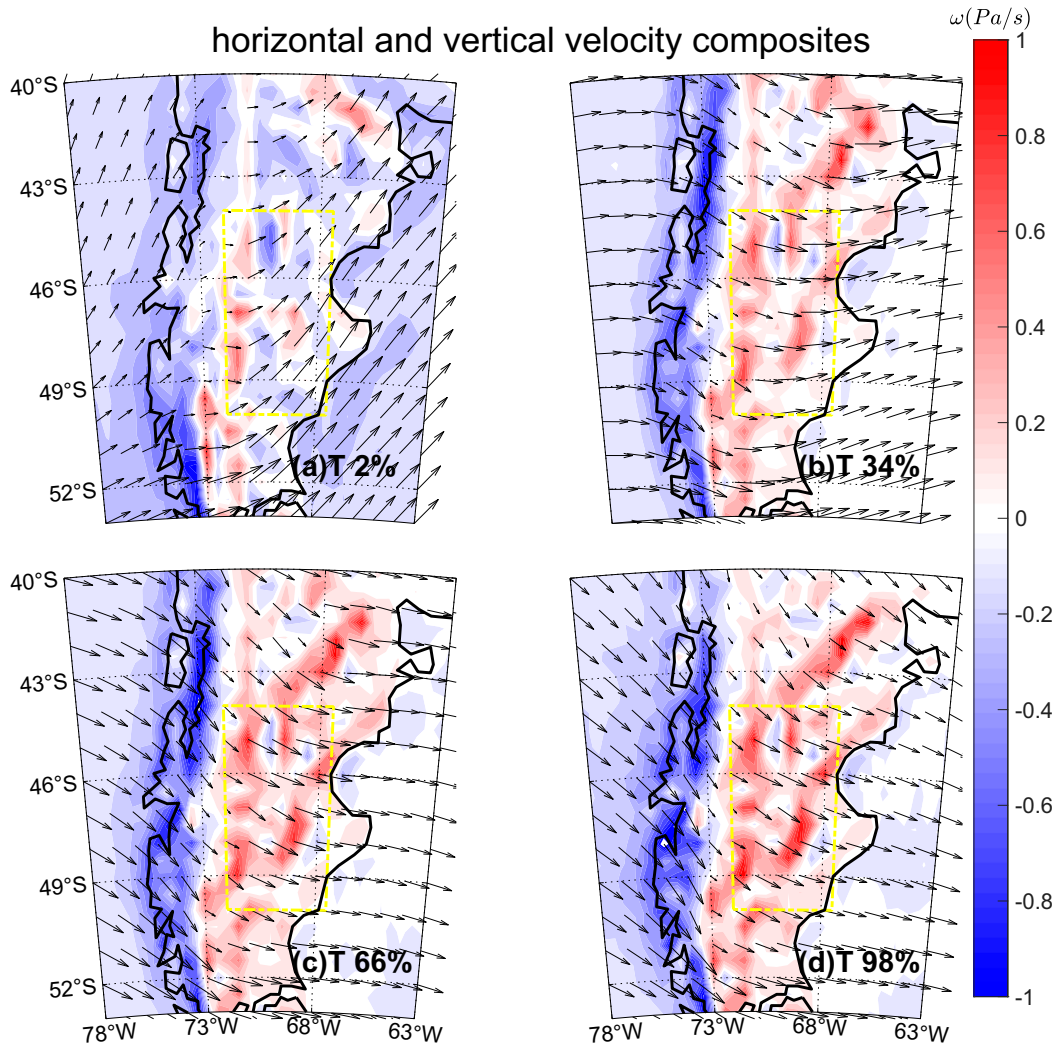 ω(Pa/s)
horizontal and vertical velocity composites
40°S
43°S
46°S
49°S
52°S
(a)T 2%
(b)T 34%
1
0.8
0.6
0.4
0.2
0
-0.2
-0.4
-0.6
-0.8
-1
40°S
43°S
46°S
49°S
52°S
(c)T 66%
(d)T 98%
78°W
73°W
68°W
63°W
78°W
73°W
68°W
63°W